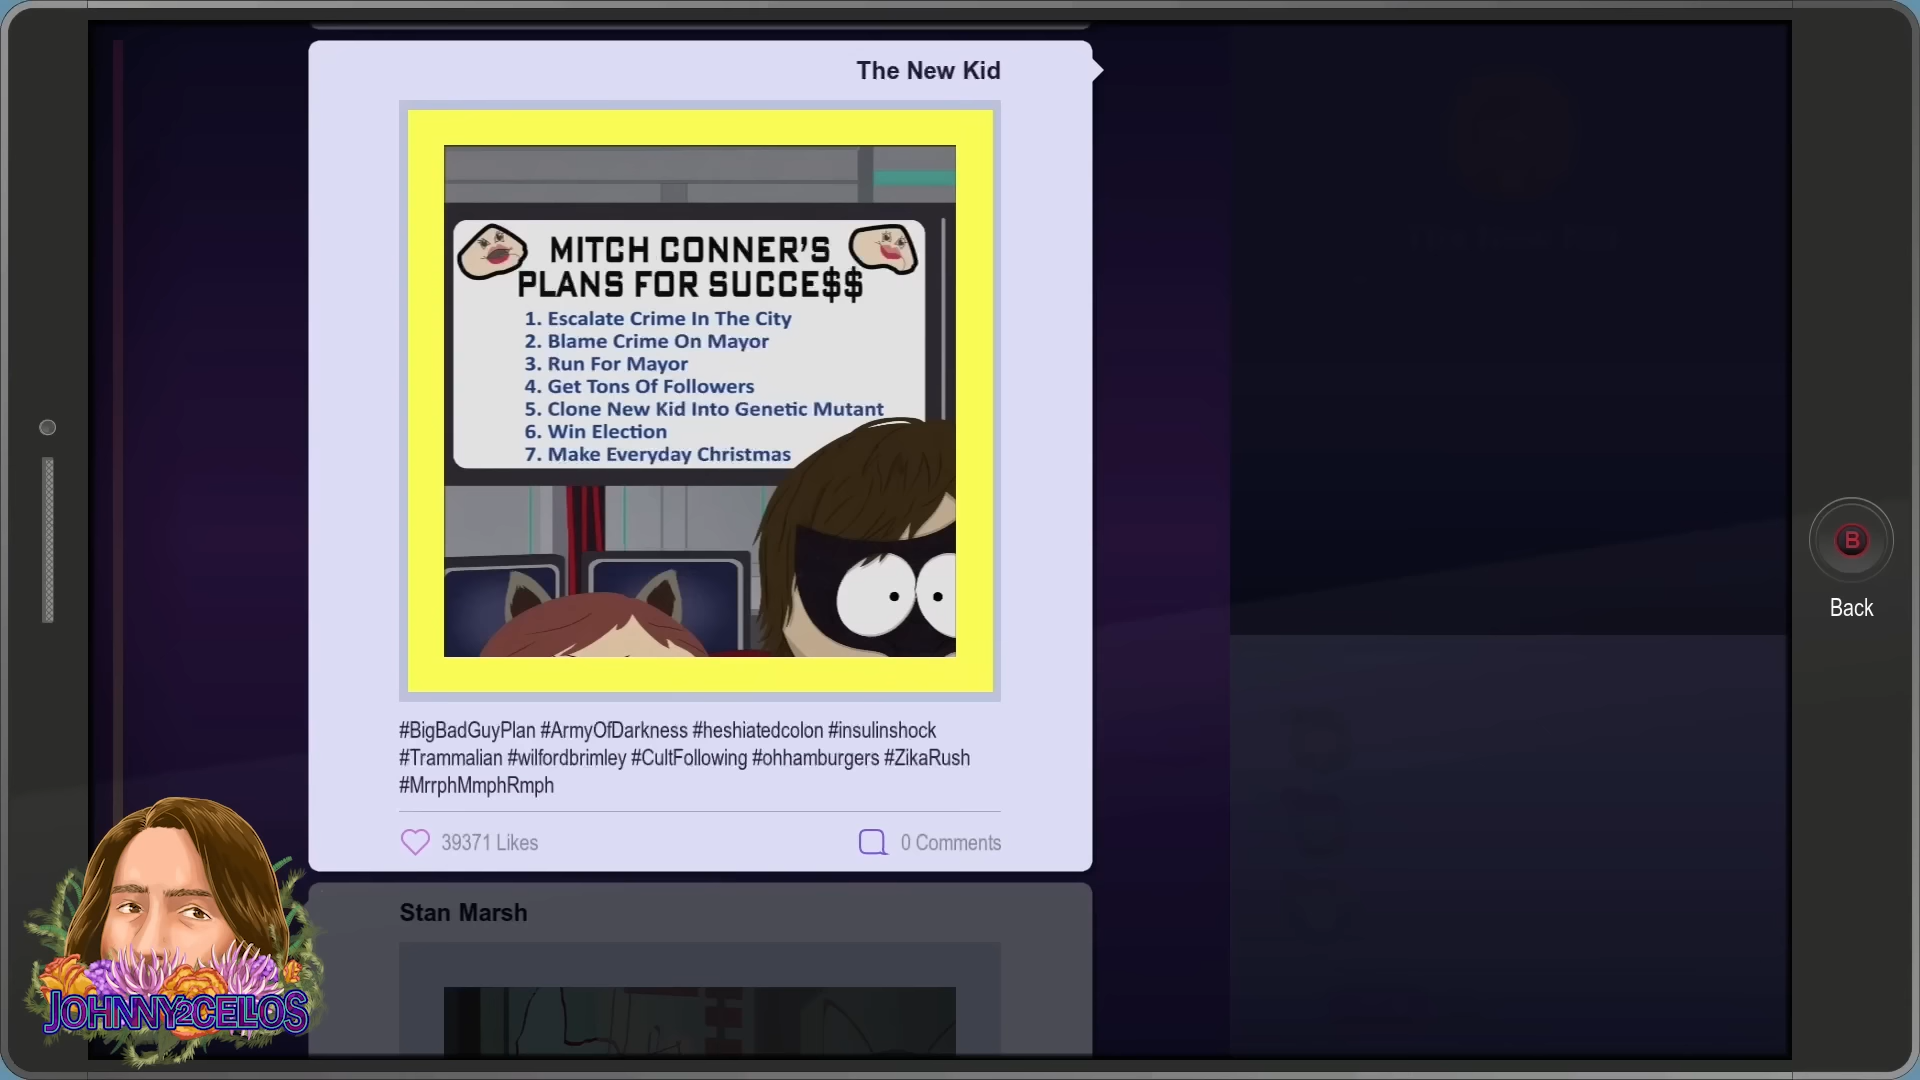 The New Kid
MITCH CONNER'S
PLANS FOR SUCCE$$
1. Escalate Crime In The City
2. Blame Crime On Mayor
3. Run For Mayor
4. Get Tons Of Followers
5. Clone New Kid Into Genetic Mutant
6. Win Election
7. Make Everyday Christmas
#BigBadGuyPlan #ArmyOfDarkness #heshiatedcolon #insulinshock
#Trammalian #wilfordbrimley #CultFollowing #ohhamburgers #ZikaRush
#MrrphMmphRmph
39371 Likes
0 Comments
Stan Marsh
B
Back
JOHNNY2CELLOS